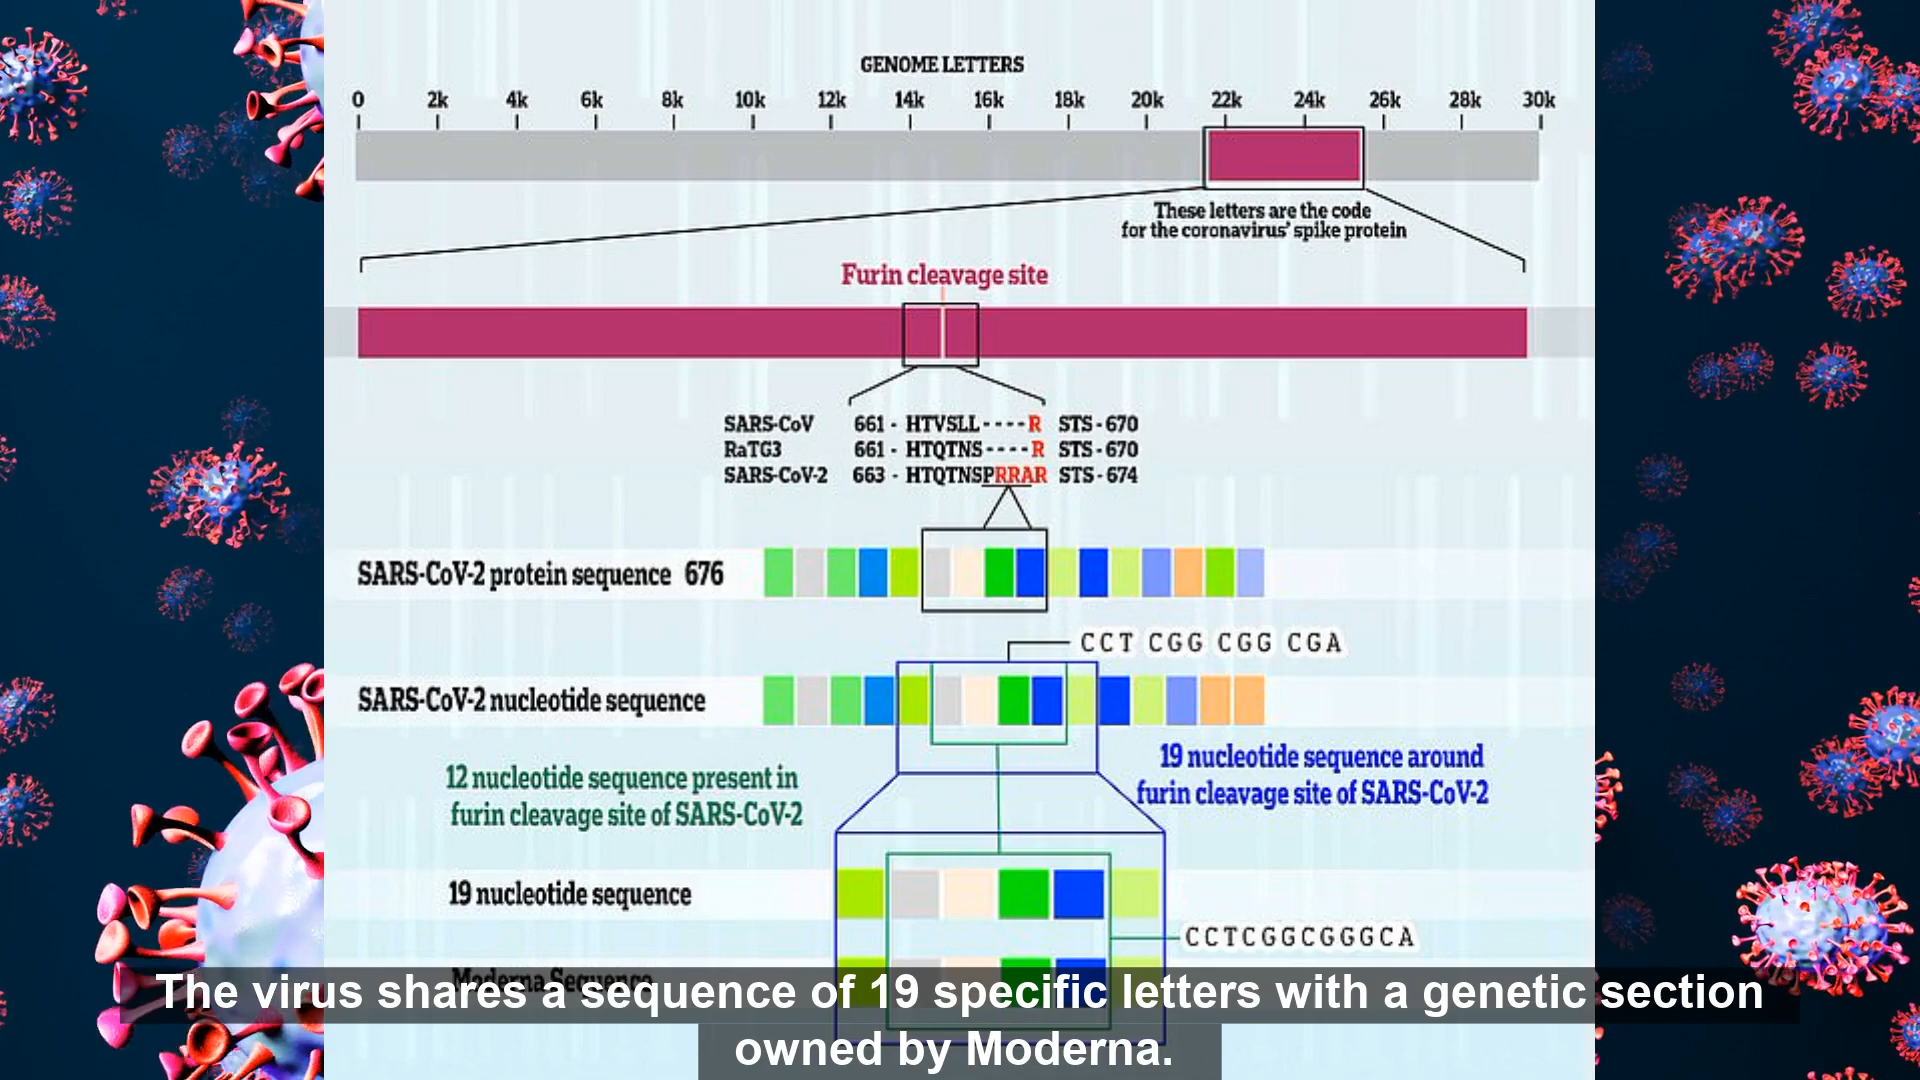 GENOME LETTERS
0 2k 4k 6k 8k 10k 12k 14k 16k 18k 20k 22k 24k 26k 28k 30k
These letters are the code
for the coronavirus' spike protein
Furin cleavage site
SARS-CoV 661 - HTVSLL----R STS-670
RaTG3 661 - HTQTNS----R STS-670
SARS-CoV-2 663 - HTQTNSPRRAR STS-674
SARS-CoV-2 protein sequence 676
CCT CGG CGG CGA
SARS-CoV-2 nucleotide sequence
12 nucleotide sequence present in
furin cleavage site of SARS-CoV-2
19 nucleotide sequence around
furin cleavage site of SARS-CoV-2
19 nucleotide sequence
CCTCGGCGGGCA
Moderna Sequence
The virus shares a sequence of 19 specific letters with a genetic section
owned by Moderna.